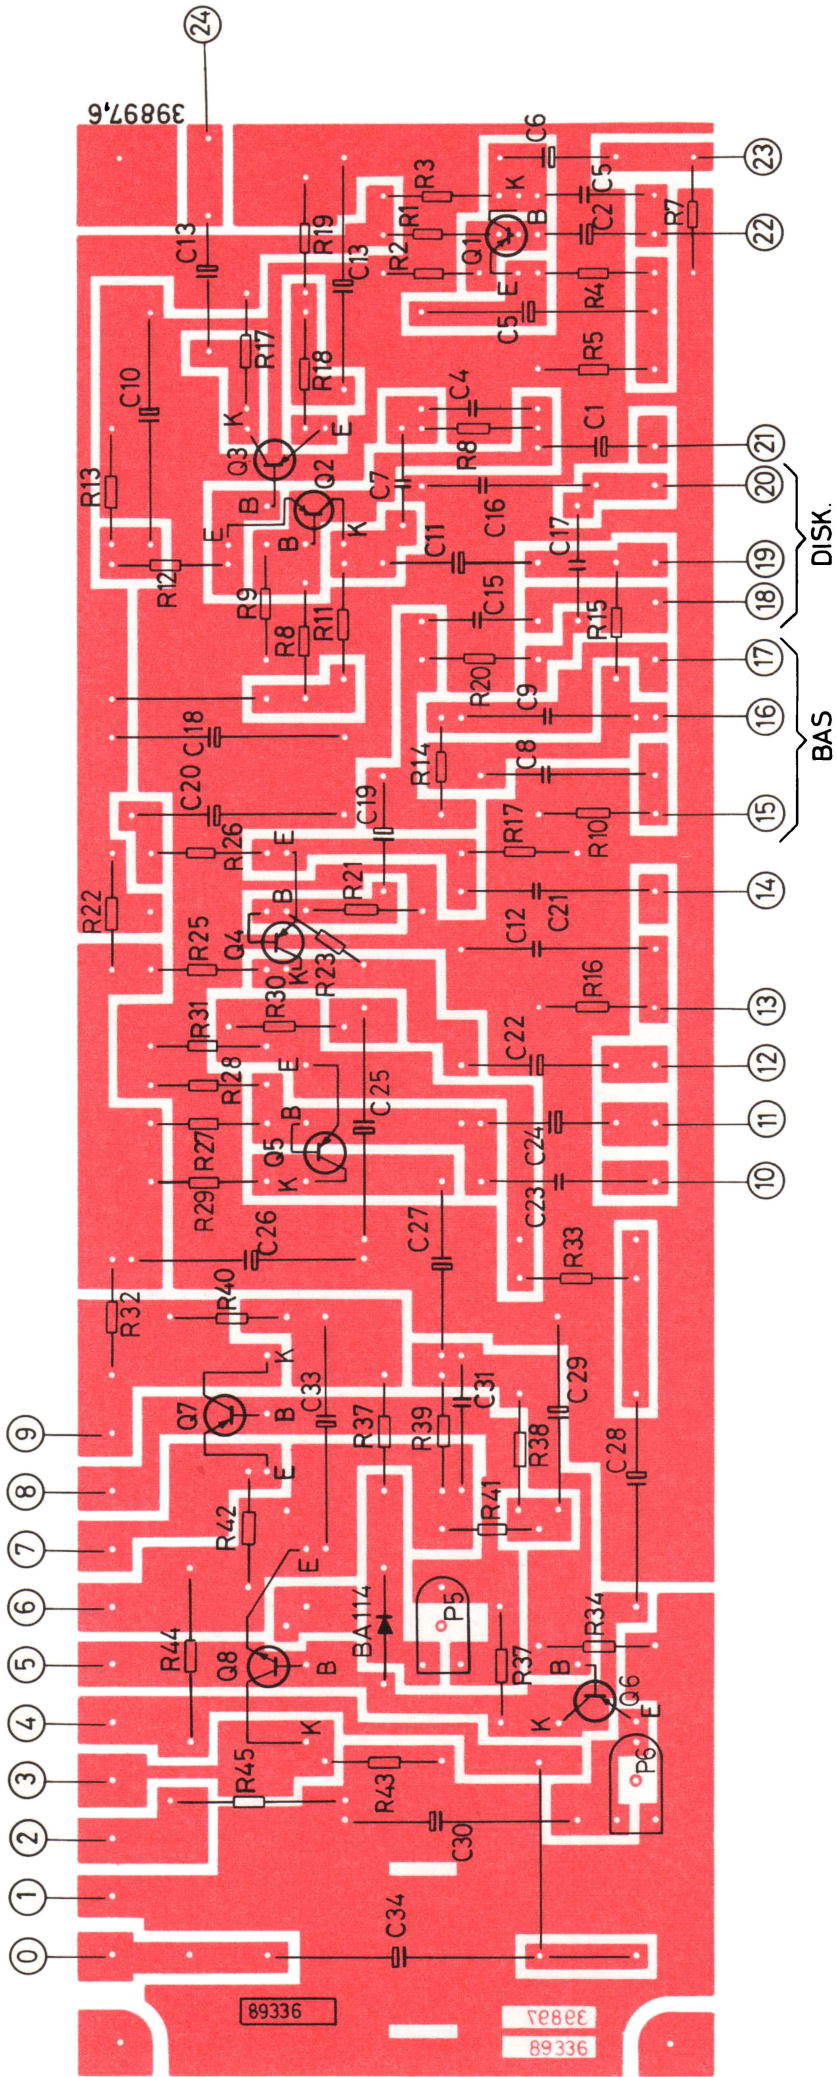 24
39897,6
C13
C6
R3
K
C5
23
R19
R1
B
C2
22
R7
C13
R2
Q1
E
R4
C5
R17
R18
R5
C10
K
E
C4
R8
C1
21
Q3
R13
Q2
C7
B
C16
20
E
B
K
C11
C17
19
DISK.
R12
R9
R8
R11
C15
R15
18
R20
17
C9
16
BAS
C18
R14
C8
C20
C19
15
R26
E
R17
R10
R22
B
R21
C12
C21
14
Q4
R25
K
R23
R16
13
R31
R30
R28
E
C22
12
R27
B
C25
C24
11
Q5
R29
K
C23
10
C26
C27
R33
R32
R40
K
9
Q7
B
C33
R37
R39
C31
R38
C29
8
E
C28
R42
R41
7
E
6
R44
BA114
P5
R34
5
Q8
B
R37
B
4
K
K
Q6
E
3
R45
R43
P6
2
C30
1
0
C34
89336
39897
89336